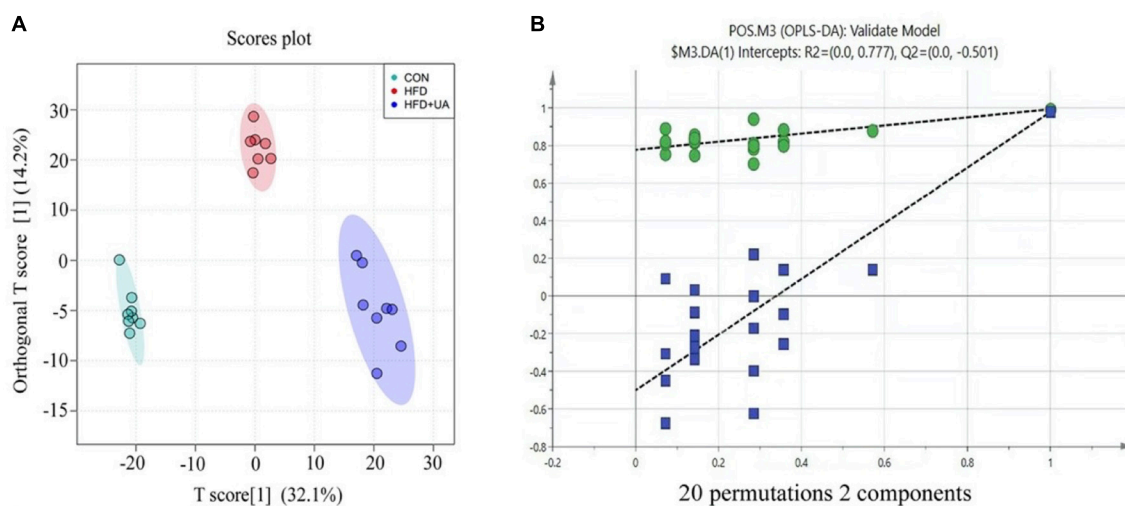 A
Scores plot
CON
HFD
HFD+UA
Orthogonal T score [1] (14.2%)
30
20
10
0
-5
-10
-15
-20
-10
0
10
20
30
T score[1] (32.1%)
B
POS.M3 (OPLS-DA): Validate Model
$M3.DA(1) Intercepts: R2=(0.0, 0.777), Q2=(0.0, -0.501)
1
0.8
0.6
0.4
0.2
0
-0.2
-0.4
-0.6
-0.8
-0.2
0
0.2
0.4
0.6
0.8
1
20 permutations 2 components